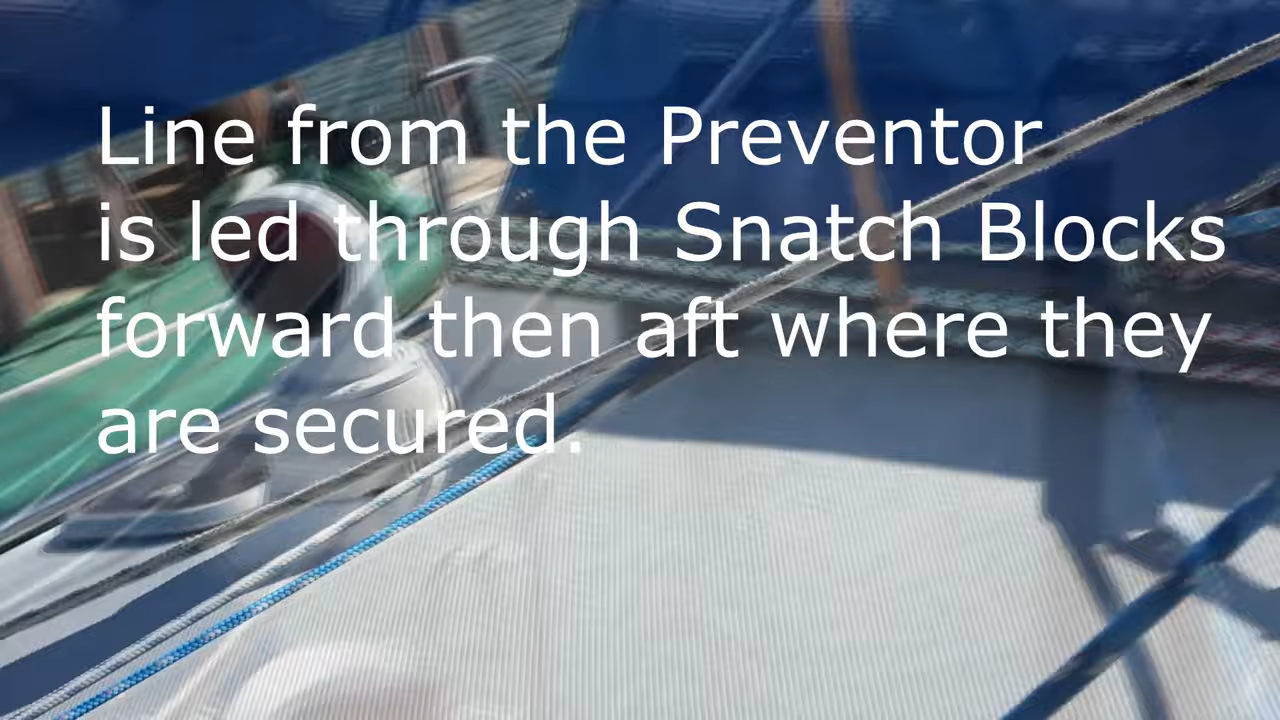 Line from the Preventor
is led through Snatch Blocks
forward then aft where they
are secured.